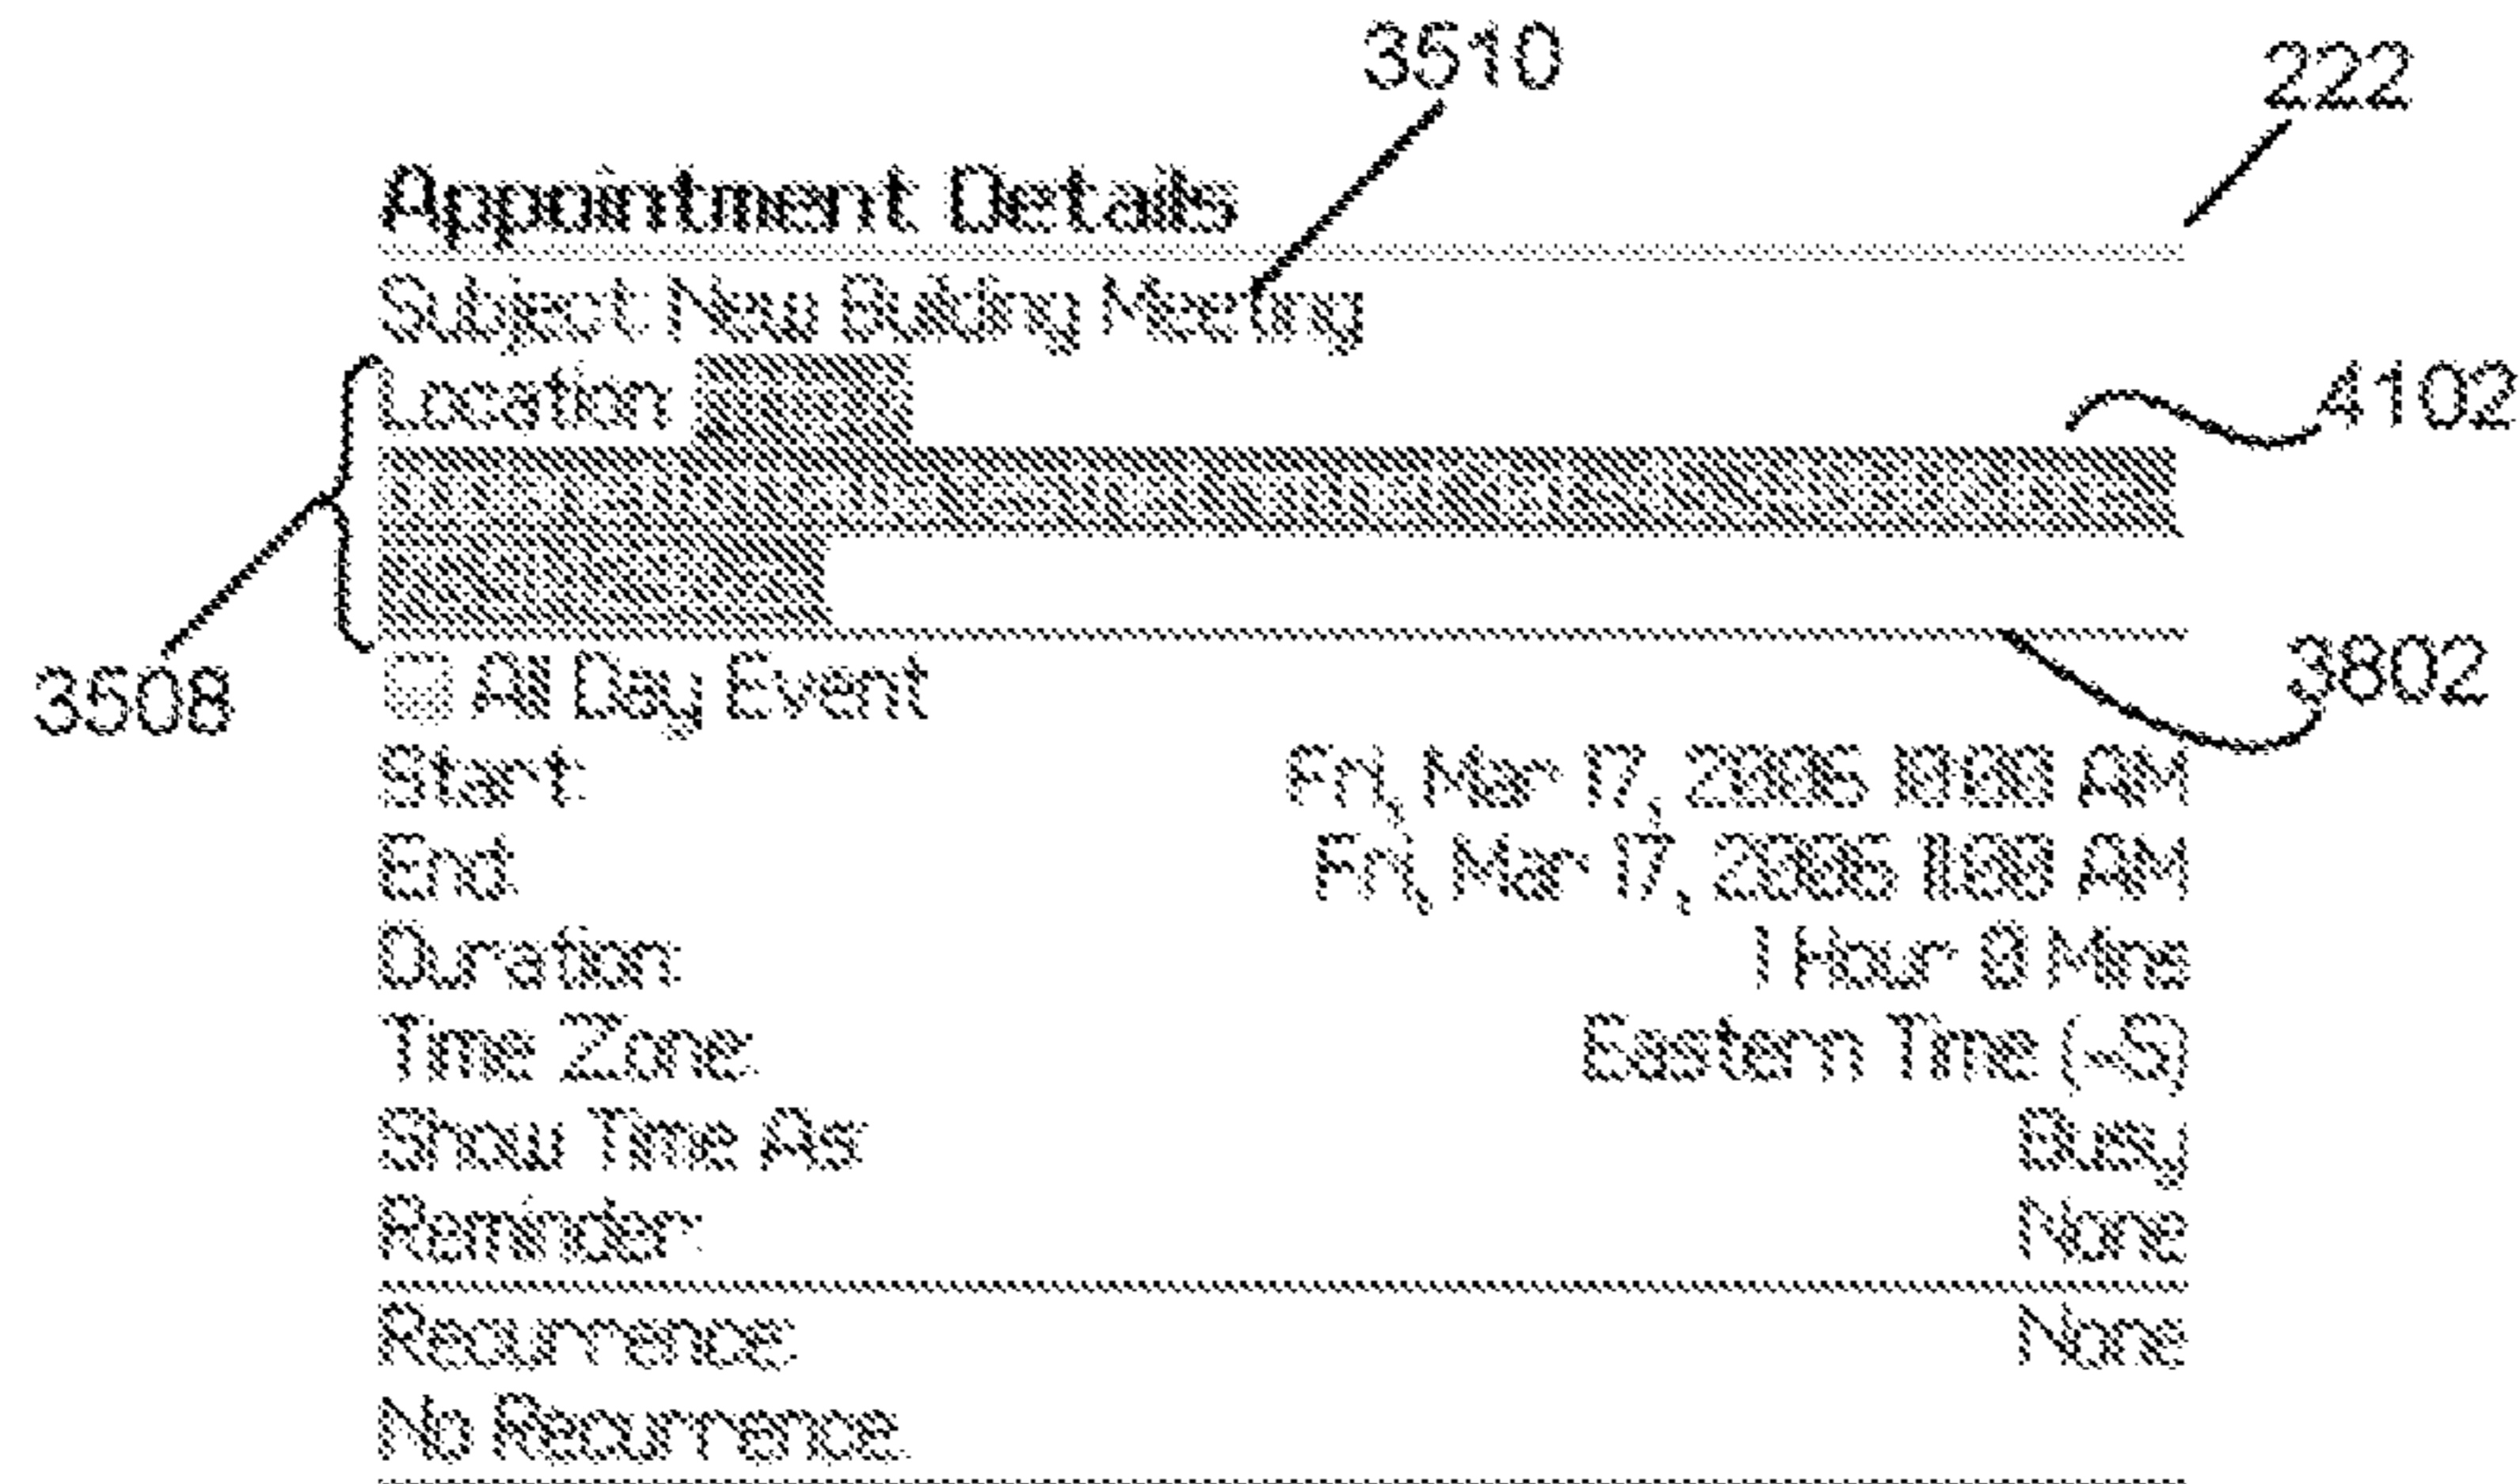 3510
222
Appointment Details
Subject: New Building Meeting
Location:
4102
3508
3802
All Day Event
Start: Fri, Mar 17, 2006 10:00 AM
End: Fri, Mar 17, 2006 11:00 AM
Duration: 1 Hour 0 Mins
Time Zone: Eastern Time (-5)
Show Time As: Busy
Reminder: None
Recurrence: None
No Recurrence.